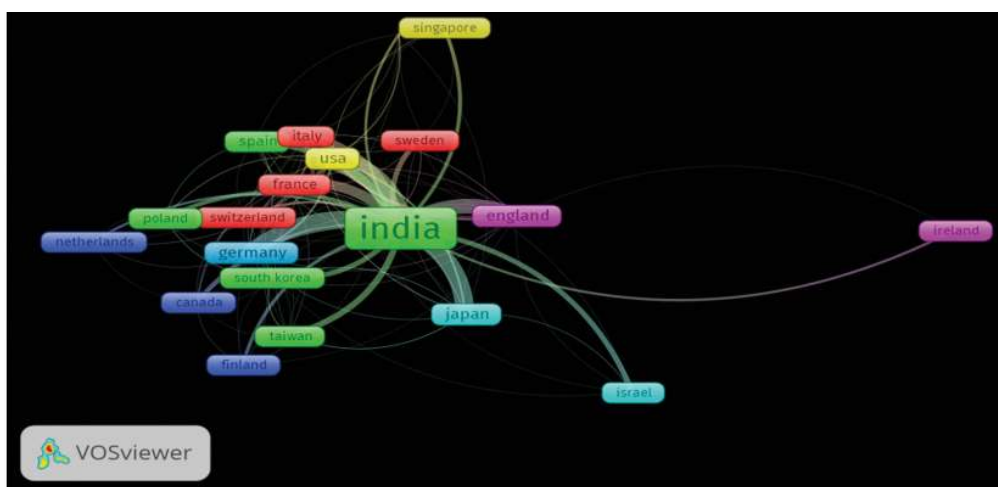 singapore
spain
italy
sweden
usa
france
poland
switzerland
india
england
ireland
netherlands
germany
south korea
canada
japan
taiwan
finland
israel
VOSviewer